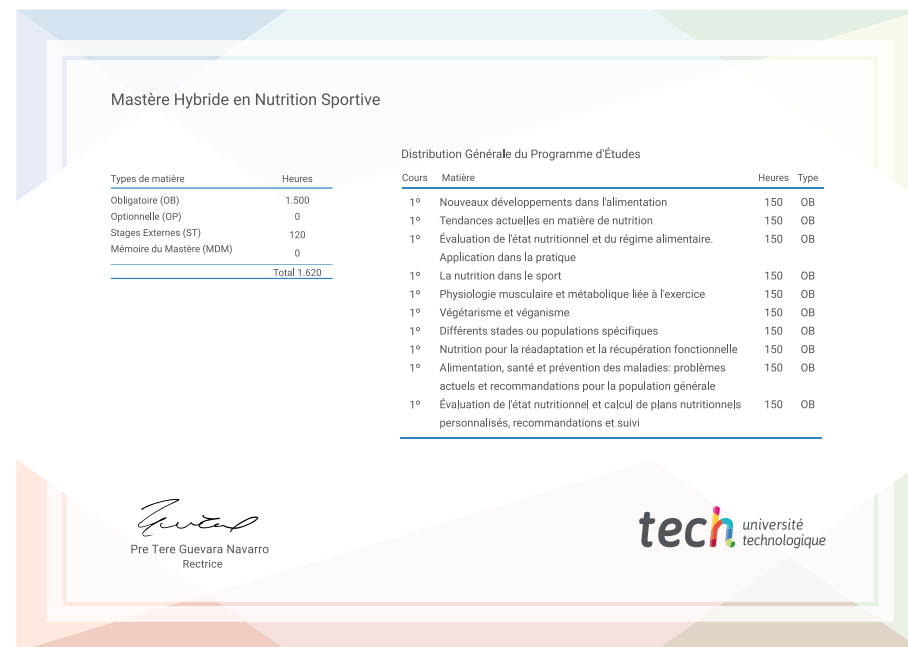 Mastère Hybride en Nutrition Sportive
Types de matière Heures
Obligatoire (OB) 1.500
Optionnelle (OP) 0
Stages Externes (ST) 120
Mémoire du Mastère (MDM) 0
Total 1.620
Distribution Générale du Programme d'Études
Cours Matière Heures Type
1º Nouveaux développements dans l'alimentation 150 OB
1º Tendances actuelles en matière de nutrition 150 OB
1º Évaluation de l'état nutritionnel et du régime alimentaire. 150 OB
Application dans la pratique
1º La nutrition dans le sport 150 OB
1º Physiologie musculaire et métabolique liée à l'exercice 150 OB
1º Végétarisme et véganisme 150 OB
1º Différents stades ou populations spécifiques 150 OB
1º Nutrition pour la réadaptation et la récupération fonctionnelle 150 OB
1º Alimentation, santé et prévention des maladies: problèmes 150 OB
actuels et recommandations pour la population générale
1º Évaluation de l'état nutritionnel et calcul de plans nutritionnels 150 OB
personnalisés, recommandations et suivi
Pre Tere Guevara Navarro
Rectrice
tech université
technologique